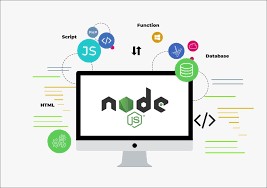 Function
Script
JS
Database
HTML
node
JS
</>